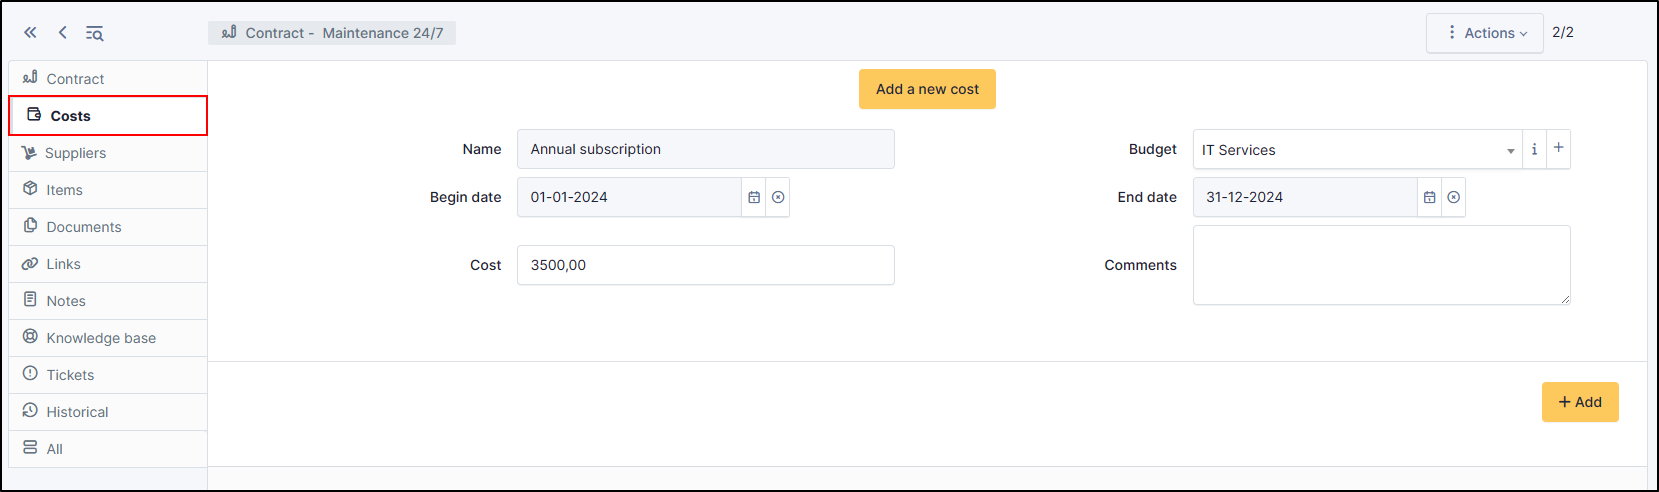 Contract - Maintenance 24/7
Actions 2/2
Contract
Costs
Suppliers
Items
Documents
Links
Notes
Knowledge base
Tickets
Historical
All
Add a new cost
Name Annual subscription
Budget IT Services
Begin date 01-01-2024
End date 31-12-2024
Cost 3500,00
Comments
+ Add